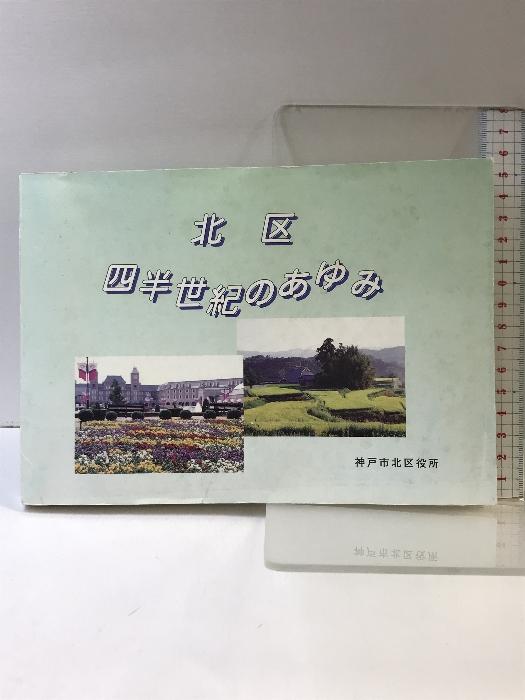 北区
四半世紀のあゆみ
神戸市北区役所